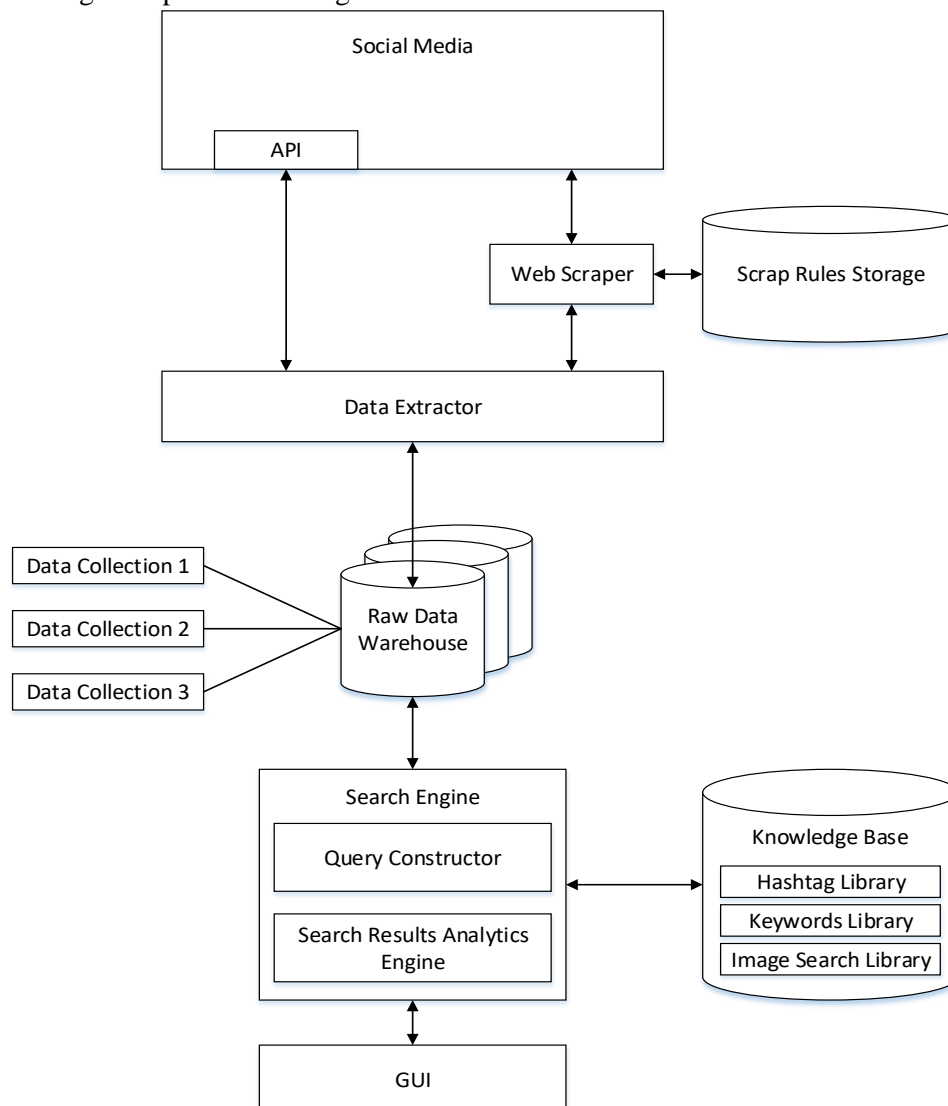 Social Media
API
Web Scraper
Scrap Rules Storage
Data Extractor
Data Collection 1
Data Collection 2
Data Collection 3
Raw Data
Warehouse
Search Engine
Query Constructor
Search Results Analytics
Engine
Knowledge Base
Hashtag Library
Keywords Library
Image Search Library
GUI